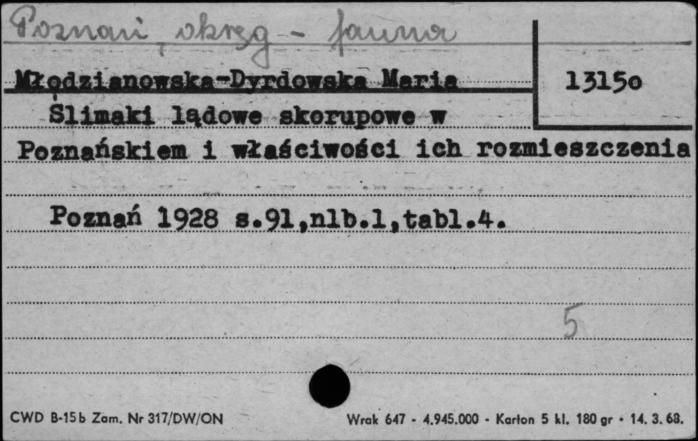 Poznań, okręg - fauna
Młodzianowska-Dyrdowska Maria
13150
Ślimaki lądowe skorupowe w
Poznańskiem i właściwości ich rozmieszczenia
Poznań 1928 s.91,nlb.1,tabl.4.
5
CWD B-15b Zam. Nr 317/DW/ON
Wrak 647 - 4.945.000 - Karton 5 kl. 180 gr - 14. 3. 68.